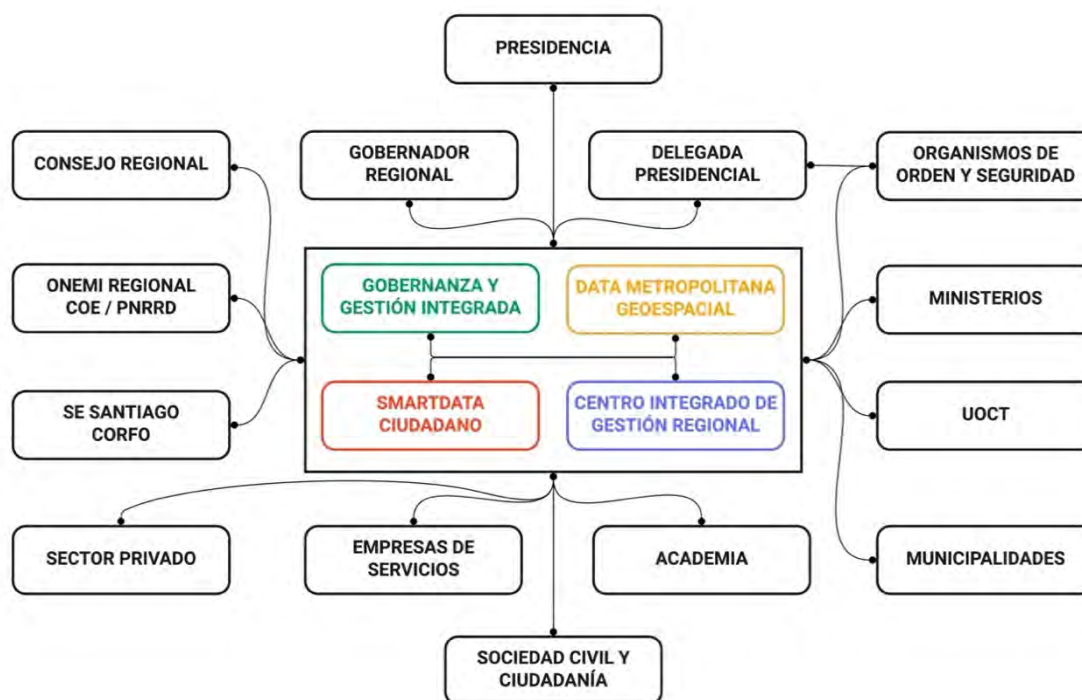 PRESIDENCIA
CONSEJO REGIONAL
GOBERNADOR
REGIONAL
DELEGADA
PRESIDENCIAL
ORGANISMOS DE
ORDEN Y SEGURIDAD
ONEMI REGIONAL
COE / PNRRD
GOBERNANZA Y
GESTIÓN INTEGRADA
DATA METROPOLITANA
GEOESPACIAL
MINISTERIOS
SE SANTIAGO
CORFO
SMARTDATA
CIUDADANO
CENTRO INTEGRADO DE
GESTIÓN REGIONAL
UOCT
SECTOR PRIVADO
EMPRESAS DE
SERVICIOS
ACADEMIA
MUNICIPALIDADES
SOCIEDAD CIVIL Y
CIUDADANÍA